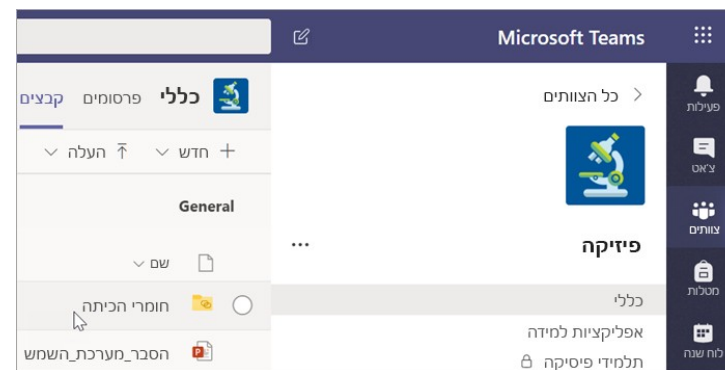 Microsoft Teams
פעילות
צ'אט
צוותים
מטלות
לוח שנה
כל הצוותים
פיזיקה
...
כללי
אפליקציות למידה
תלמידי פיסיקה
כללי פרסומים קבצים
+ חדש העלה
General
שם
חומרי הכיתה
הסבר_מערכת_השמש